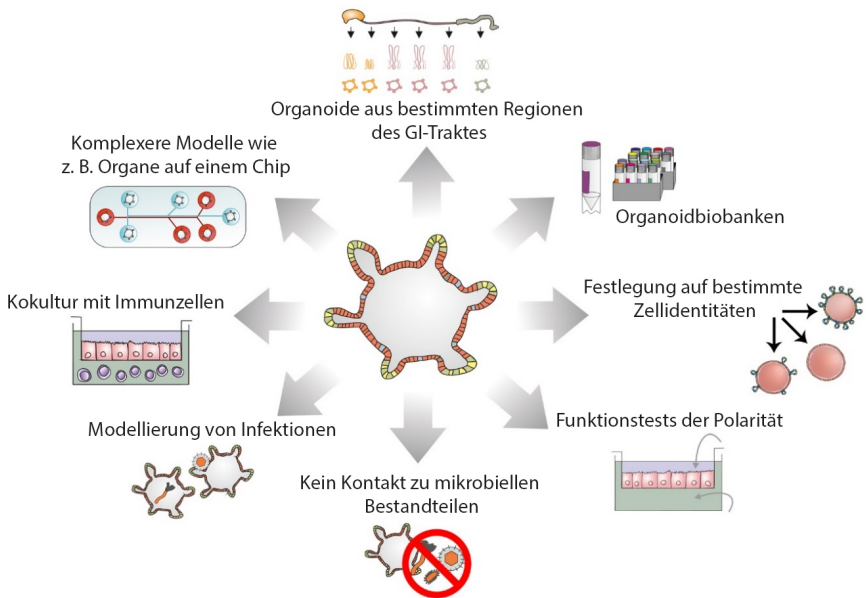 Organoide aus bestimmten Regionen
des GI-Traktes
Komplexere Modelle wie
z. B. Organe auf einem Chip
Organoidbiobanken
Kokultur mit Immunzellen
Festlegung auf bestimmte
Zellidentitäten
Modellierung von Infektionen
Funktionstests der Polarität
Kein Kontakt zu mikrobiellen
Bestandteilen